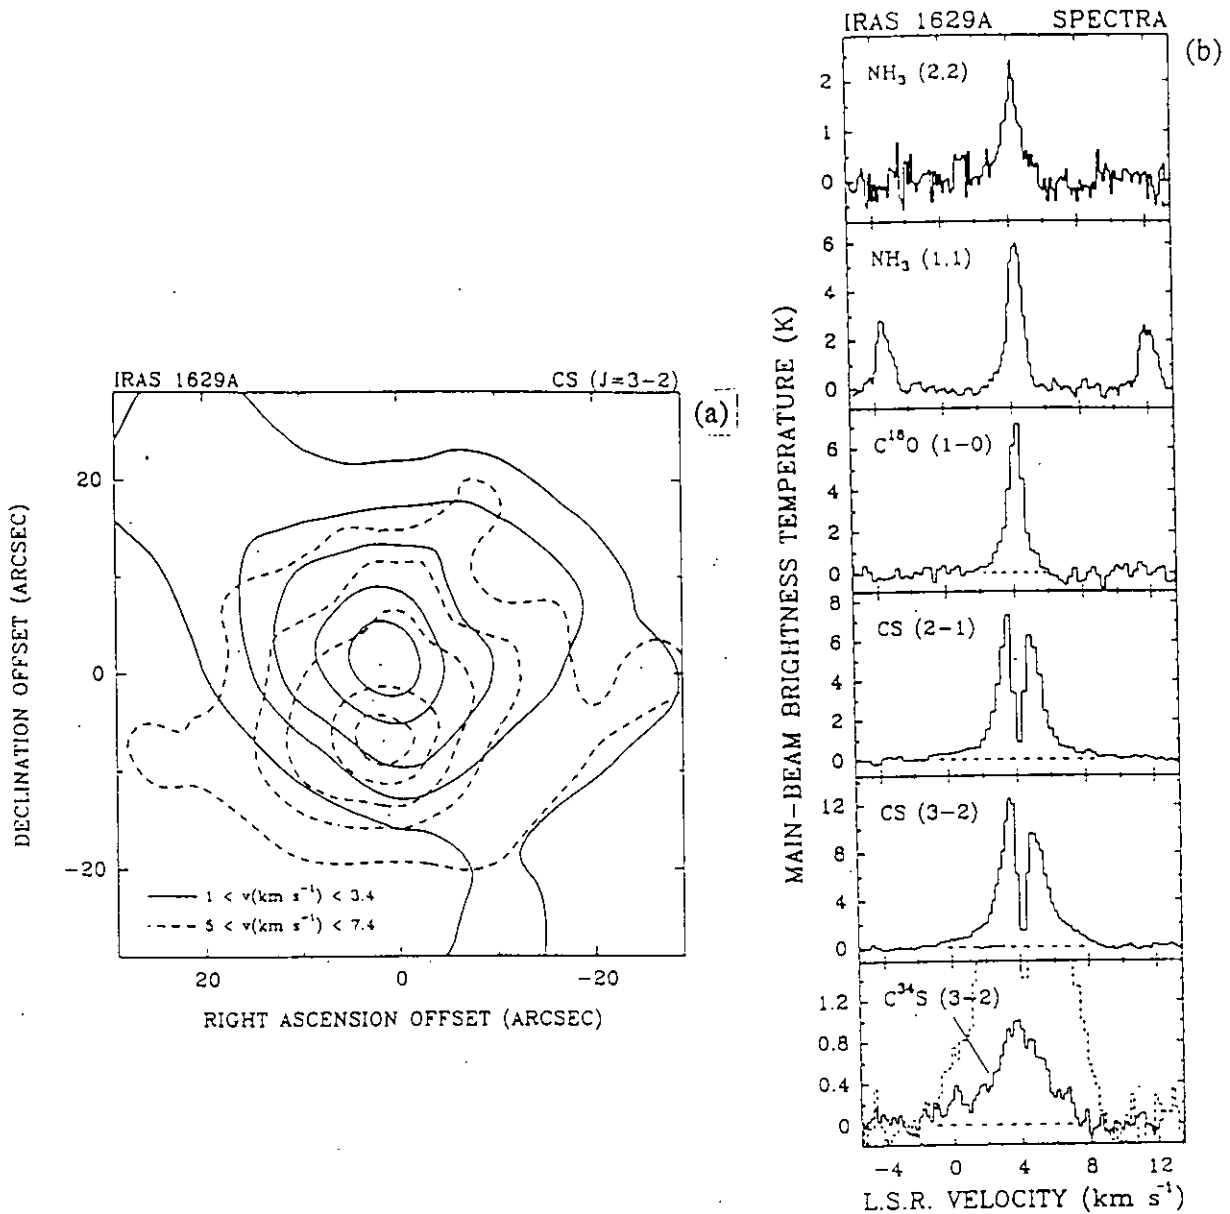 IRAS 1629A CS (J=3-2)
(a)
20
0
-20
DECLINATION OFFSET (ARCSEC)
1 < v(km s⁻¹) < 3.4
5 < v(km s⁻¹) < 7.4
20 0 -20
RIGHT ASCENSION OFFSET (ARCSEC)
IRAS 1629A SPECTRA
(b)
MAIN-BEAM BRIGHTNESS TEMPERATURE (K)
NH₃ (2.2)
2
1
0
NH₃ (1.1)
6
4
2
0
C¹⁸O (1-0)
6
4
2
0
CS (2-1)
8
6
4
2
0
CS (3-2)
12
8
4
0
C³⁴S (3-2)
1.2
0.8
0.4
0
-4 0 4 8 12
L.S.R. VELOCITY (km s⁻¹)